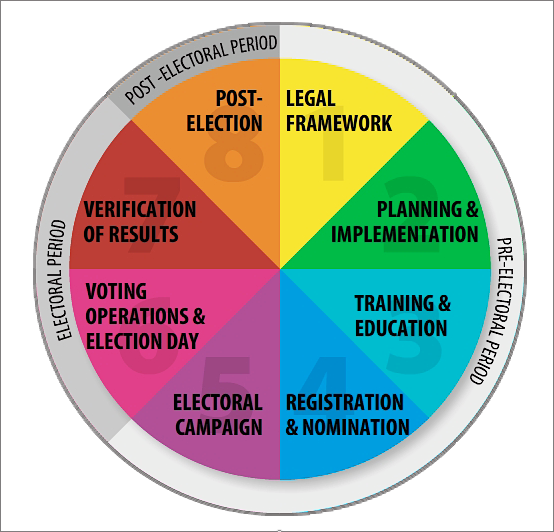 POST -ELECTORAL PERIOD
PRE-ELECTORAL PERIOD
ELECTORAL PERIOD
1
LEGAL
FRAMEWORK
2
PLANNING &
IMPLEMENTATION
3
TRAINING &
EDUCATION
4
REGISTRATION
& NOMINATION
5
ELECTORAL
CAMPAIGN
6
VOTING
OPERATIONS &
ELECTION DAY
7
VERIFICATION
OF RESULTS
8
POST-
ELECTION